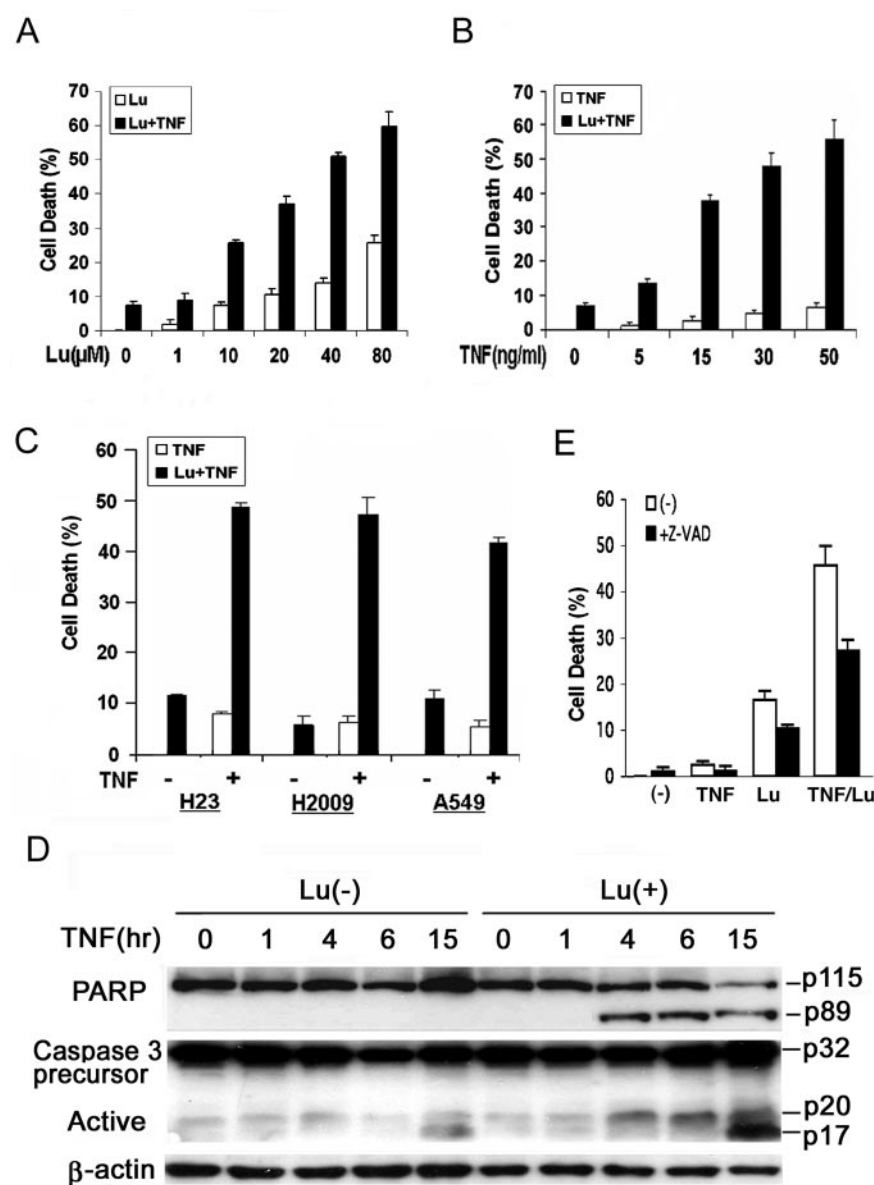 A
Lu
Lu+TNF
Cell Death (%)
70
60
50
40
30
20
10
0
Lu(μM) 0 1 10 20 40 80
B
TNF
Lu+TNF
Cell Death (%)
70
60
50
40
30
20
10
0
TNF(ng/ml) 0 5 15 30 50
C
TNF
Lu+TNF
Cell Death (%)
60
50
40
30
20
10
0
TNF - + - + - +
H23 H2009 A549
E
(-)
+Z-VAD
Cell Death (%)
60
50
40
30
20
10
0
(-) TNF Lu TNF/Lu
D
Lu(-) Lu(+)
TNF(hr) 0 1 4 6 15 0 1 4 6 15
PARP
p115
p89
Caspase 3
precursor
p32
Active
p20
p17
β-actin